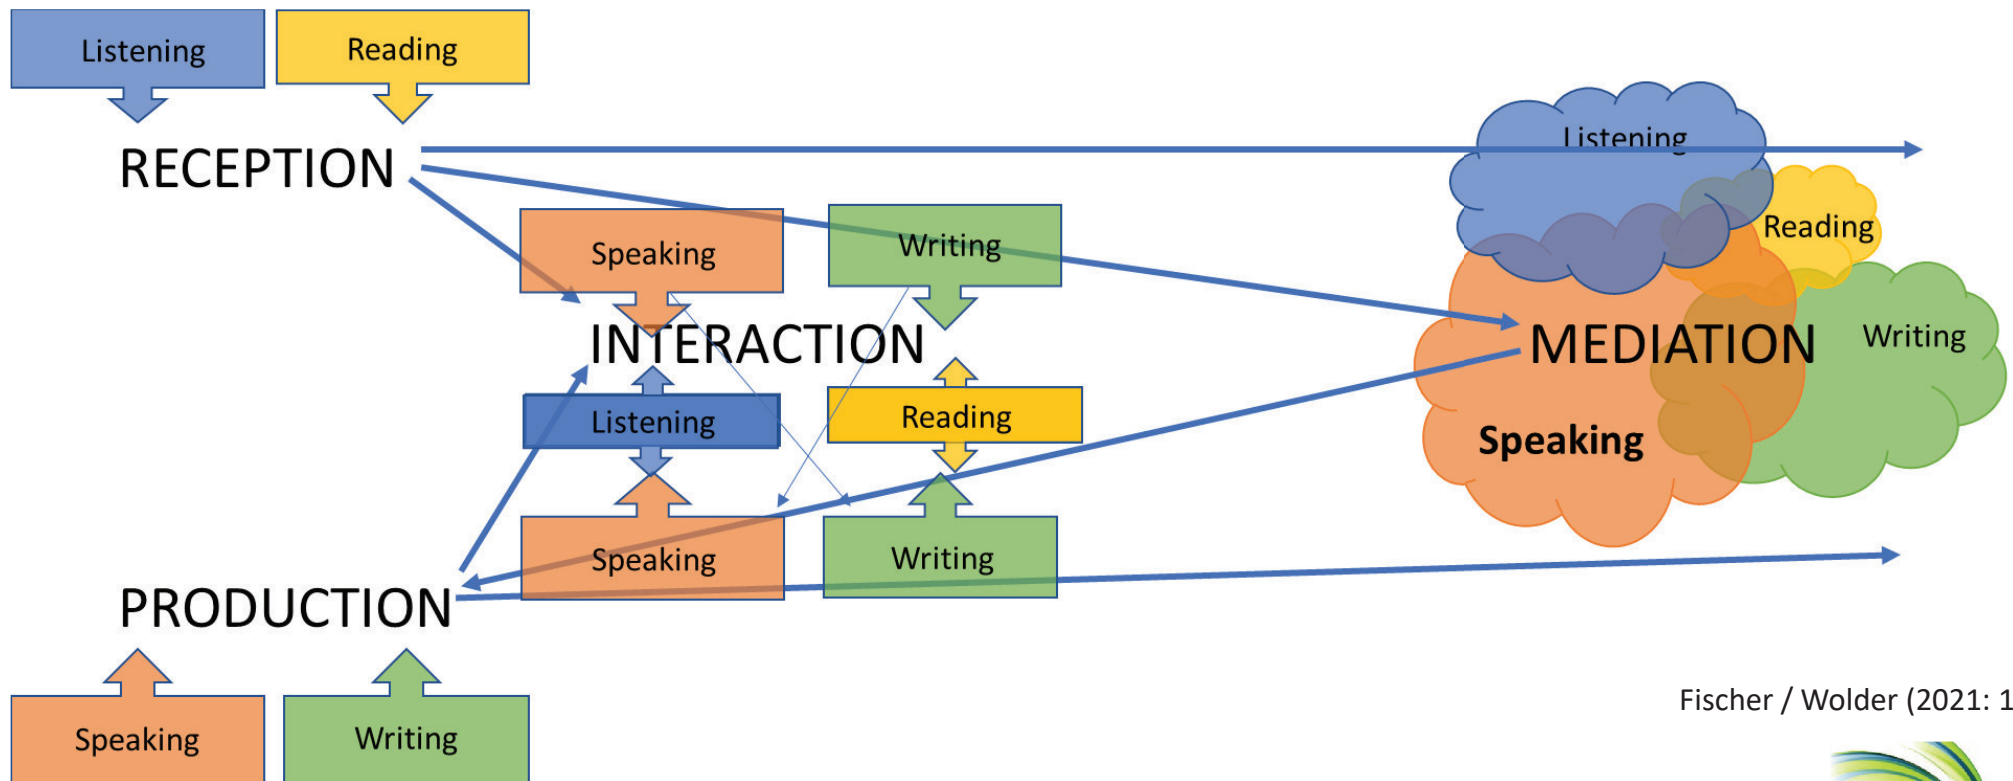 Listening
Reading
RECEPTION
Listening
Reading
Speaking
Writing
INTERACTION
MEDIATION
Writing
Listening
Reading
Speaking
Speaking
Writing
PRODUCTION
Speaking
Writing
Fischer / Wolder (2021: 1